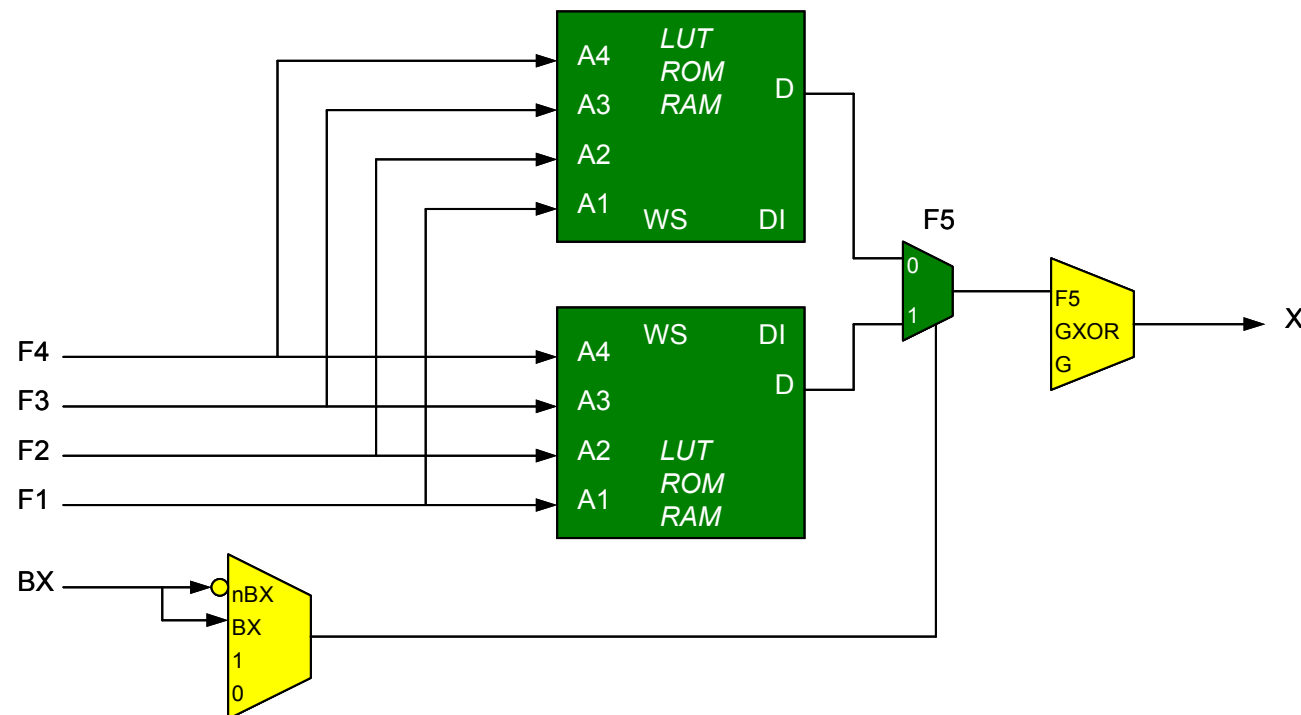 A4
A3
A2
A1
LUT
ROM
RAM
D
WS DI
F5
0
1
F5
GXOR
G
X
F4
F3
F2
F1
A4
A3
A2
A1
WS DI
D
LUT
ROM
RAM
BX
nBX
BX
1
0